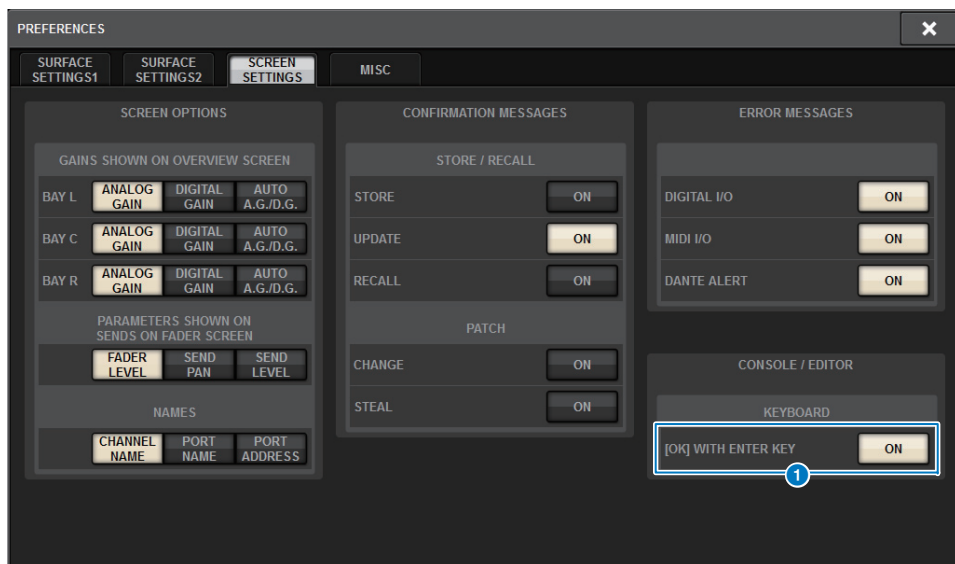 PREFERENCES
SURFACE
SETTINGS1
SURFACE
SETTINGS2
SCREEN
SETTINGS
MISC
SCREEN OPTIONS
GAINS SHOWN ON OVERVIEW SCREEN
BAY L
ANALOG
GAIN
DIGITAL
GAIN
AUTO
A.G./D.G.
BAY C
ANALOG
GAIN
DIGITAL
GAIN
AUTO
A.G./D.G.
BAY R
ANALOG
GAIN
DIGITAL
GAIN
AUTO
A.G./D.G.
PARAMETERS SHOWN ON
SENDS ON FADER SCREEN
FADER
LEVEL
SEND
PAN
SEND
LEVEL
NAMES
CHANNEL
NAME
PORT
NAME
PORT
ADDRESS
CONFIRMATION MESSAGES
STORE / RECALL
STORE ON
UPDATE ON
RECALL ON
PATCH
CHANGE ON
STEAL ON
ERROR MESSAGES
DIGITAL I/O ON
MIDI I/O ON
DANTE ALERT ON
CONSOLE / EDITOR
KEYBOARD
[OK] WITH ENTER KEY ON
1